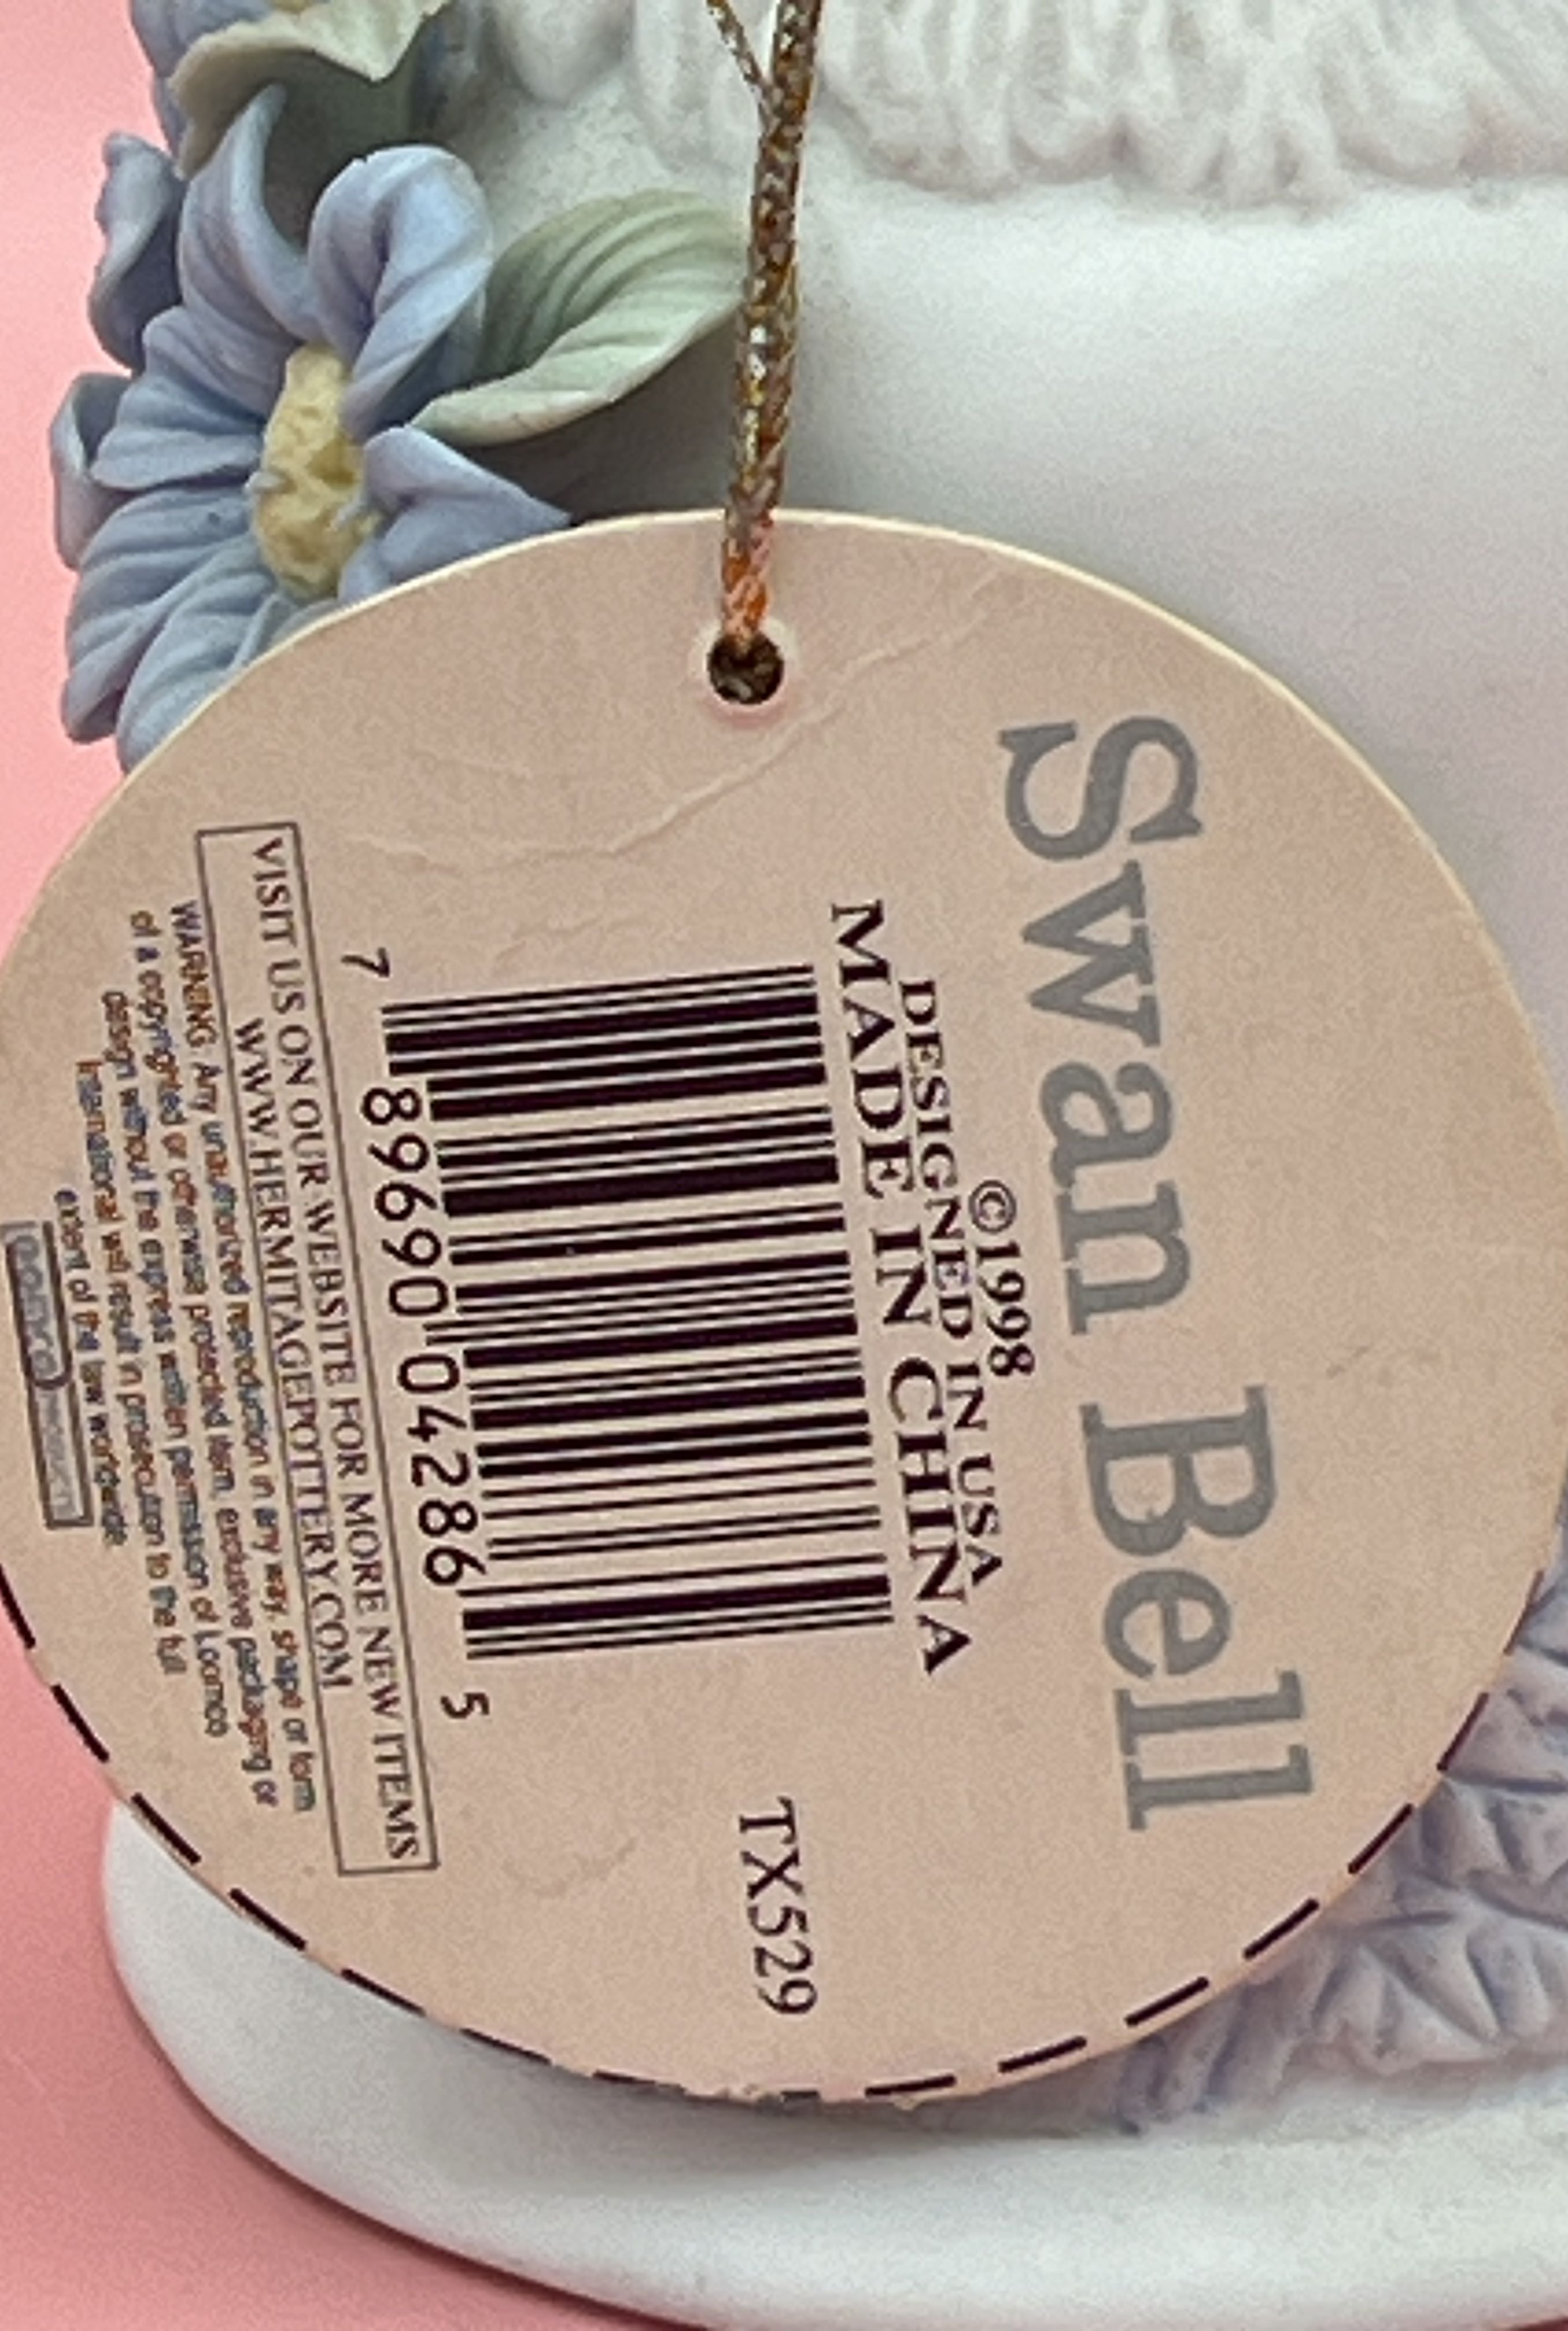 Swan Bell
©1998
DESIGNED IN USA
MADE IN CHINA
7 89690 04286 5
TX529
VISIT US ON OUR WEBSITE FOR MORE NEW ITEMS
WWW.HERMITAGEPOTTERY.COM
WARNING: Any unauthorized reproduction in any way, shape or form
of a copyrighted or otherwise protected item, exclusive packaging or
design without the express written permission of Locomco
International will result in prosecution to the full
extent of the law worldwide